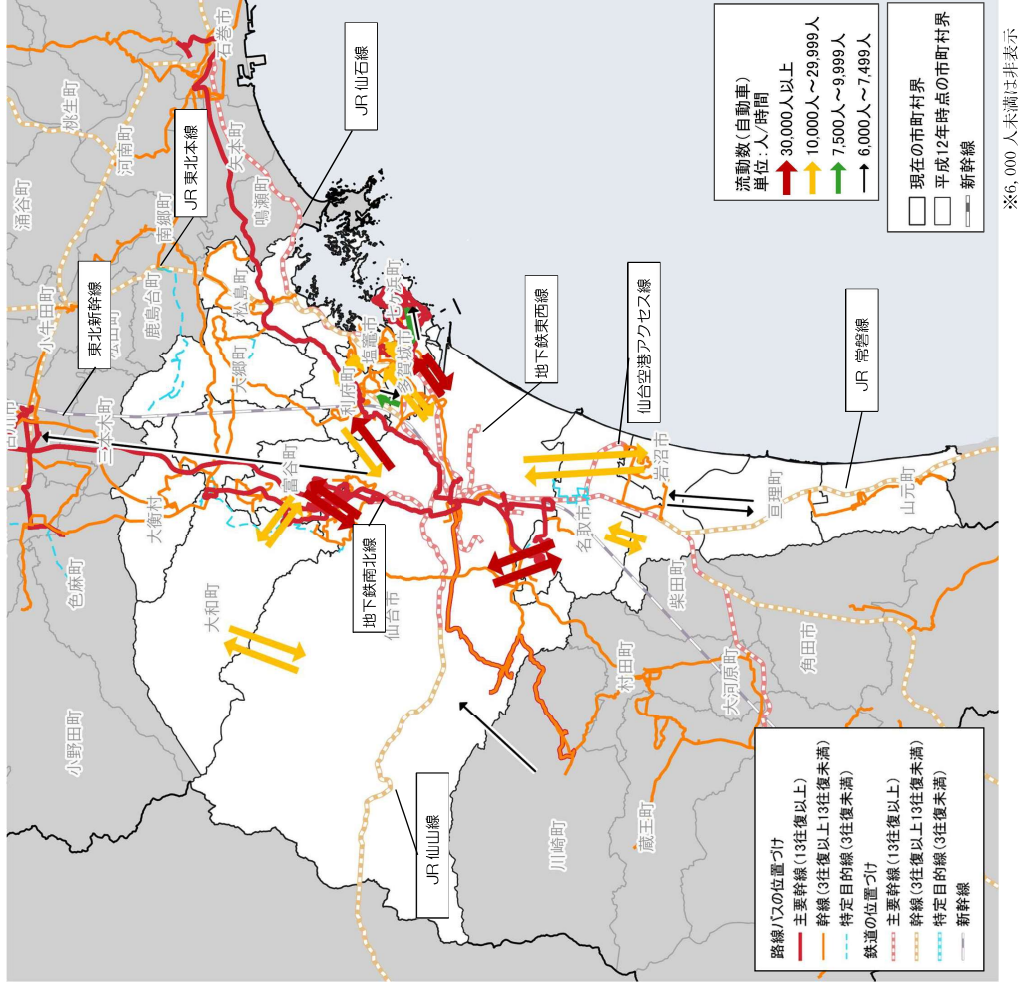 石巻市
JR仙石線
桃生町
河南町
矢本町
JR東北本線
鳴瀬町
涌谷町
南郷町
小牛田町
鹿島台町
松島町
東北新幹線
松山町
大郷町
七ヶ浜町
塩竈市
多賀城市
利府町
地下鉄東西線
仙台空港アクセス線
JR 常磐線
古川市
三本木町
富谷町
大衡村
岩沼市
亘理町
山元町
名取市
地下鉄南北線
色麻町
大和町
仙台市
柴田町
村田町
角田市
大河原町
小野田町
川崎町
蔵王町
JR仙山線
流動数(自動車)
単位:人/時間
30,000人以上
10,000人~29,999人
7,500人~9,999人
6,000人~7,499人
現在の市町村界
平成12年時点の市町村界
新幹線
※6,000 人未満は非表示
路線バスの位置づけ
主要幹線(13往復以上)
幹線(3往復以上13往復未満)
特定目的線(3往復未満)
鉄道の位置づけ
主要幹線(13往復以上)
幹線(3往復以上13往復未満)
特定目的線(3往復未満)
新幹線